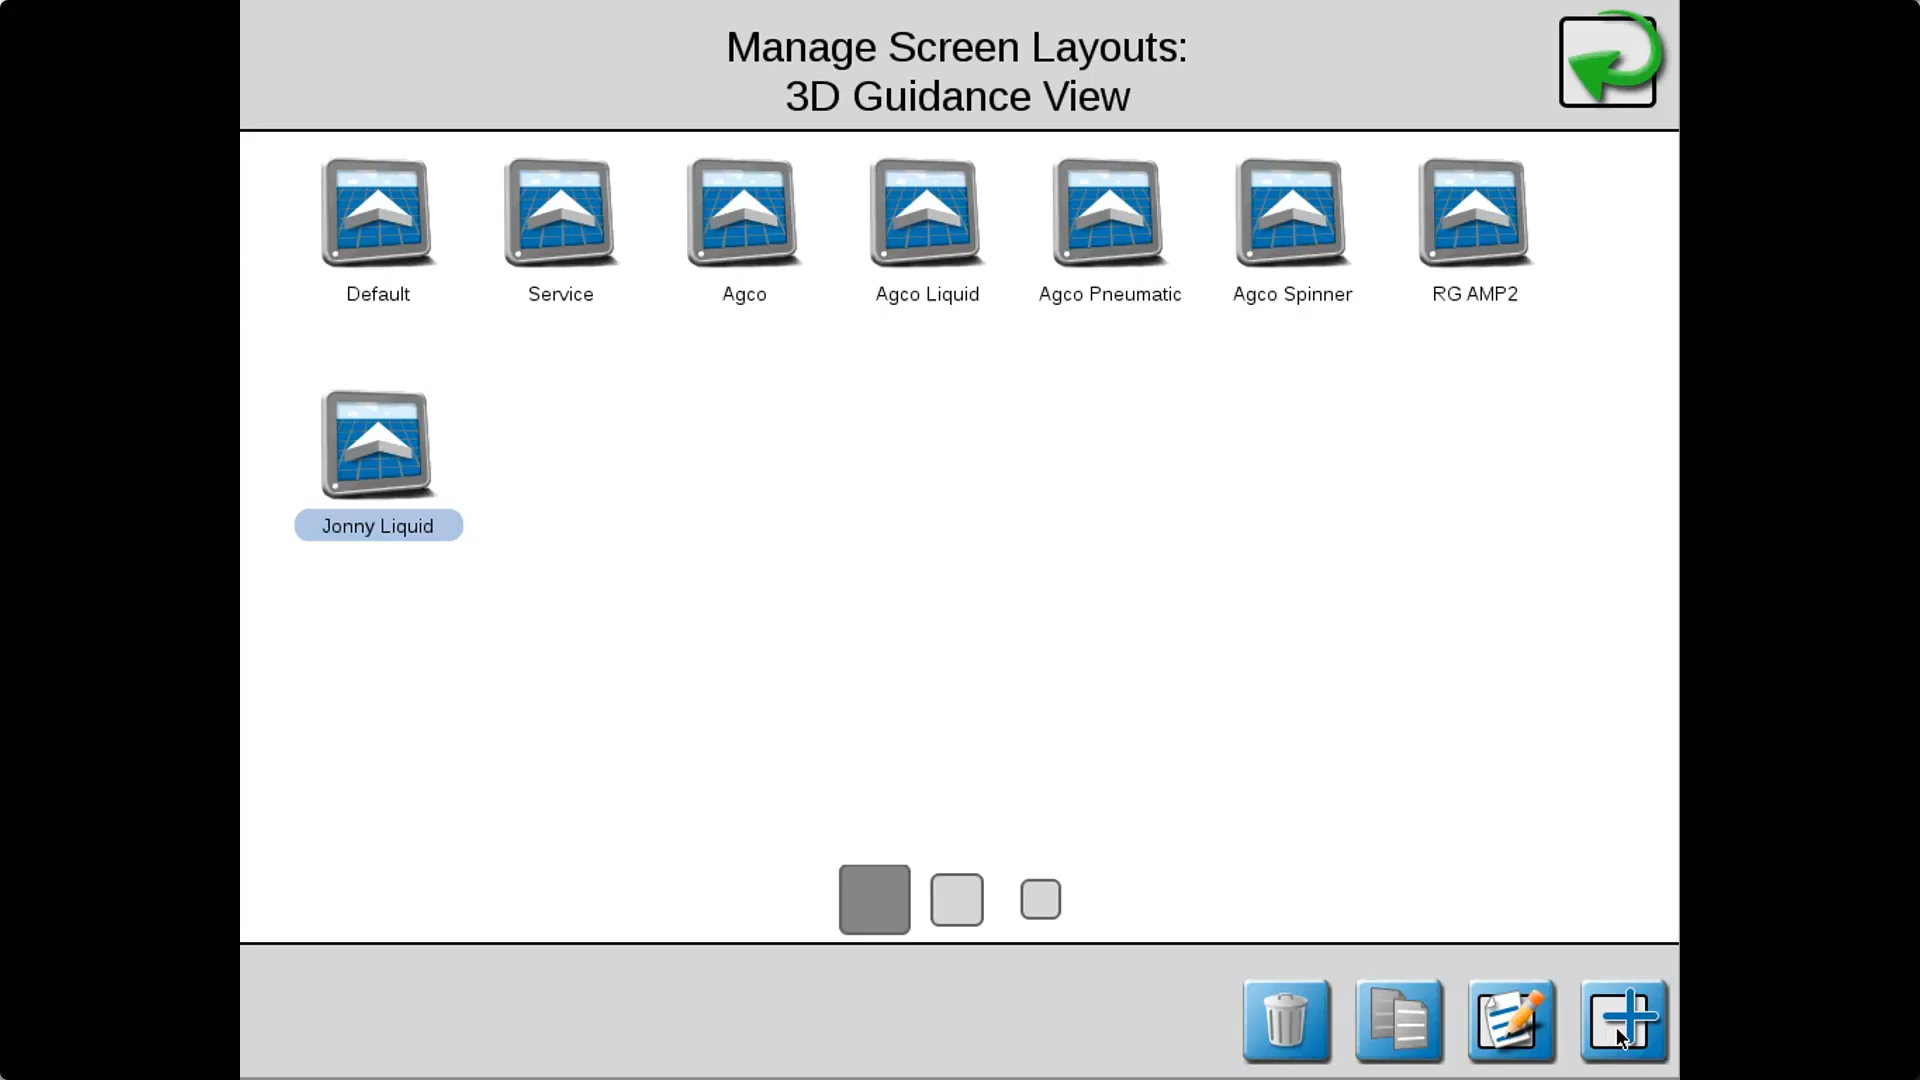 Manage Screen Layouts:
3D Guidance View
Default
Service
Agco
Agco Liquid
Agco Pneumatic
Agco Spinner
RG AMP2
Jonny Liquid